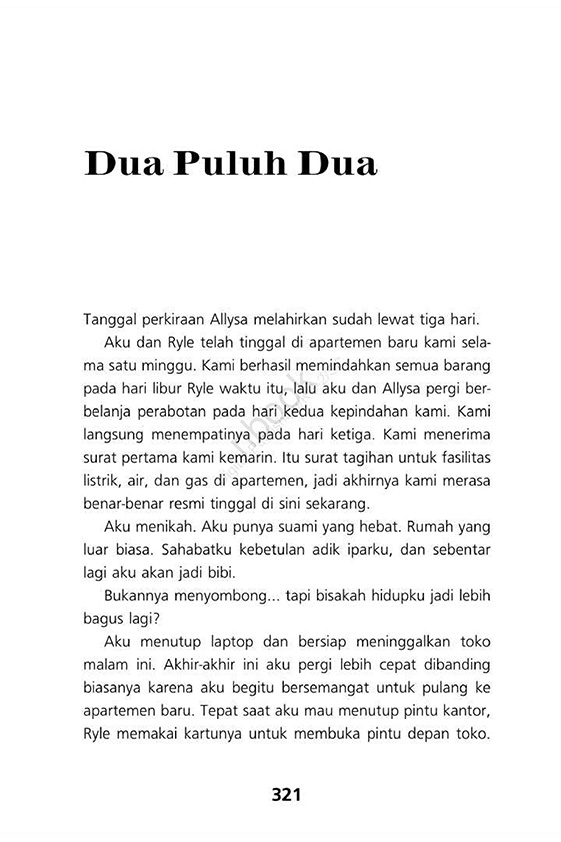 Dua Puluh Dua
Tanggal perkiraan Allysa melahirkan sudah lewat tiga hari.
Aku dan Ryle telah tinggal di apartemen baru kami sela-
ma satu minggu. Kami berhasil memindahkan semua barang
pada hari libur Ryle waktu itu, lalu aku dan Allysa pergi ber-
belanja perabotan pada hari kedua kepindahan kami. Kami
langsung menempatinya pada hari ketiga. Kami menerima
surat pertama kami kemarin. Itu surat tagihan untuk fasilitas
listrik, air, dan gas di apartemen, jadi akhirnya kami merasa
benar-benar resmi tinggal di sini sekarang.
Aku menikah. Aku punya suami yang hebat. Rumah yang
luar biasa. Sahabatku kebetulan adik iparku, dan sebentar
lagi aku akan jadi bibi.
Bukannya menyombong... tapi bisakah hidupku jadi lebih
bagus lagi?
Aku menutup laptop dan bersiap meninggalkan toko
malam ini. Akhir-akhir ini aku pergi lebih cepat dibanding
biasanya karena aku begitu bersemangat untuk pulang ke
apartemen baru. Tepat saat aku mau menutup pintu kantor,
Ryle memakai kartunya untuk membuka pintu depan toko.
321